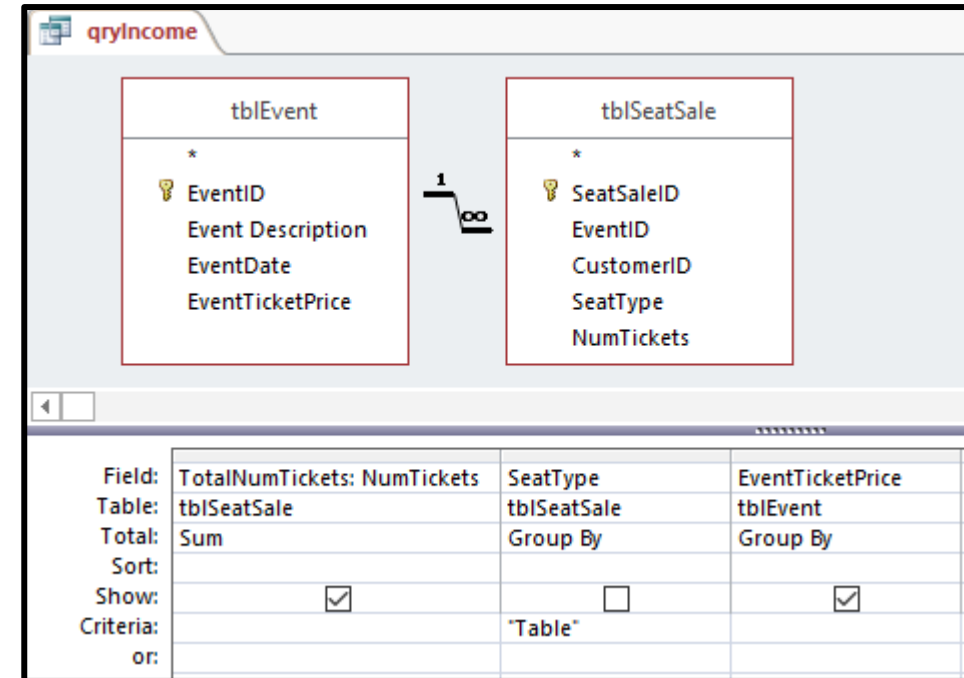 qryIncome
tblEvent
*
EventID
Event Description
EventDate
EventTicketPrice
1
∞
tblSeatSale
*
SeatSaleID
EventID
CustomerID
SeatType
NumTickets
Field: TotalNumTickets: NumTickets SeatType EventTicketPrice
Table: tblSeatSale tblSeatSale tblEvent
Total: Sum Group By Group By
Sort:
Show:
Criteria: "Table"
or: